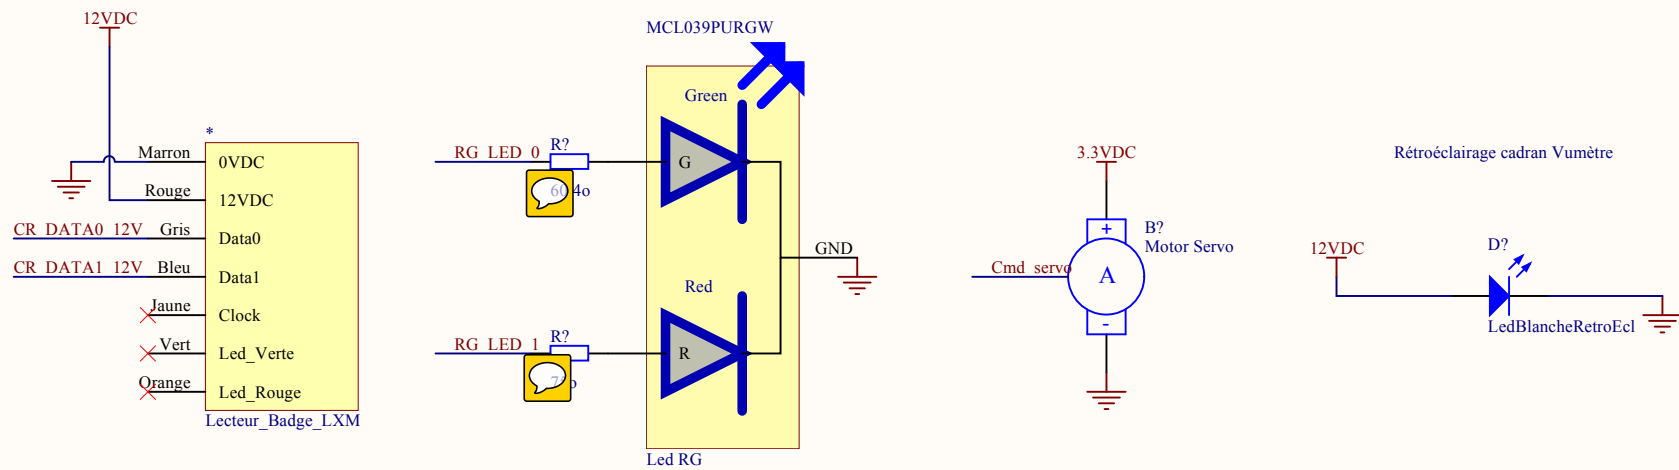 12VDC
*
Marron
0VDC
Rouge
12VDC
CR_DATA0_12V
Gris
Data0
CR_DATA1_12V
Bleu
Data1
Jaune
Clock
Vert
Led_Verte
Orange
Led_Rouge
Lecteur_Badge_LXM
MCL039PURGW
Green
RG_LED_0
R?
G
GND
Red
RG_LED_1
R?
R
Led RG
3.3VDC
+
B?
Motor Servo
Cmd_servo
A
-
Rétroéclairage cadran Vumètre
12VDC
D?
LedBlancheRetroEcl